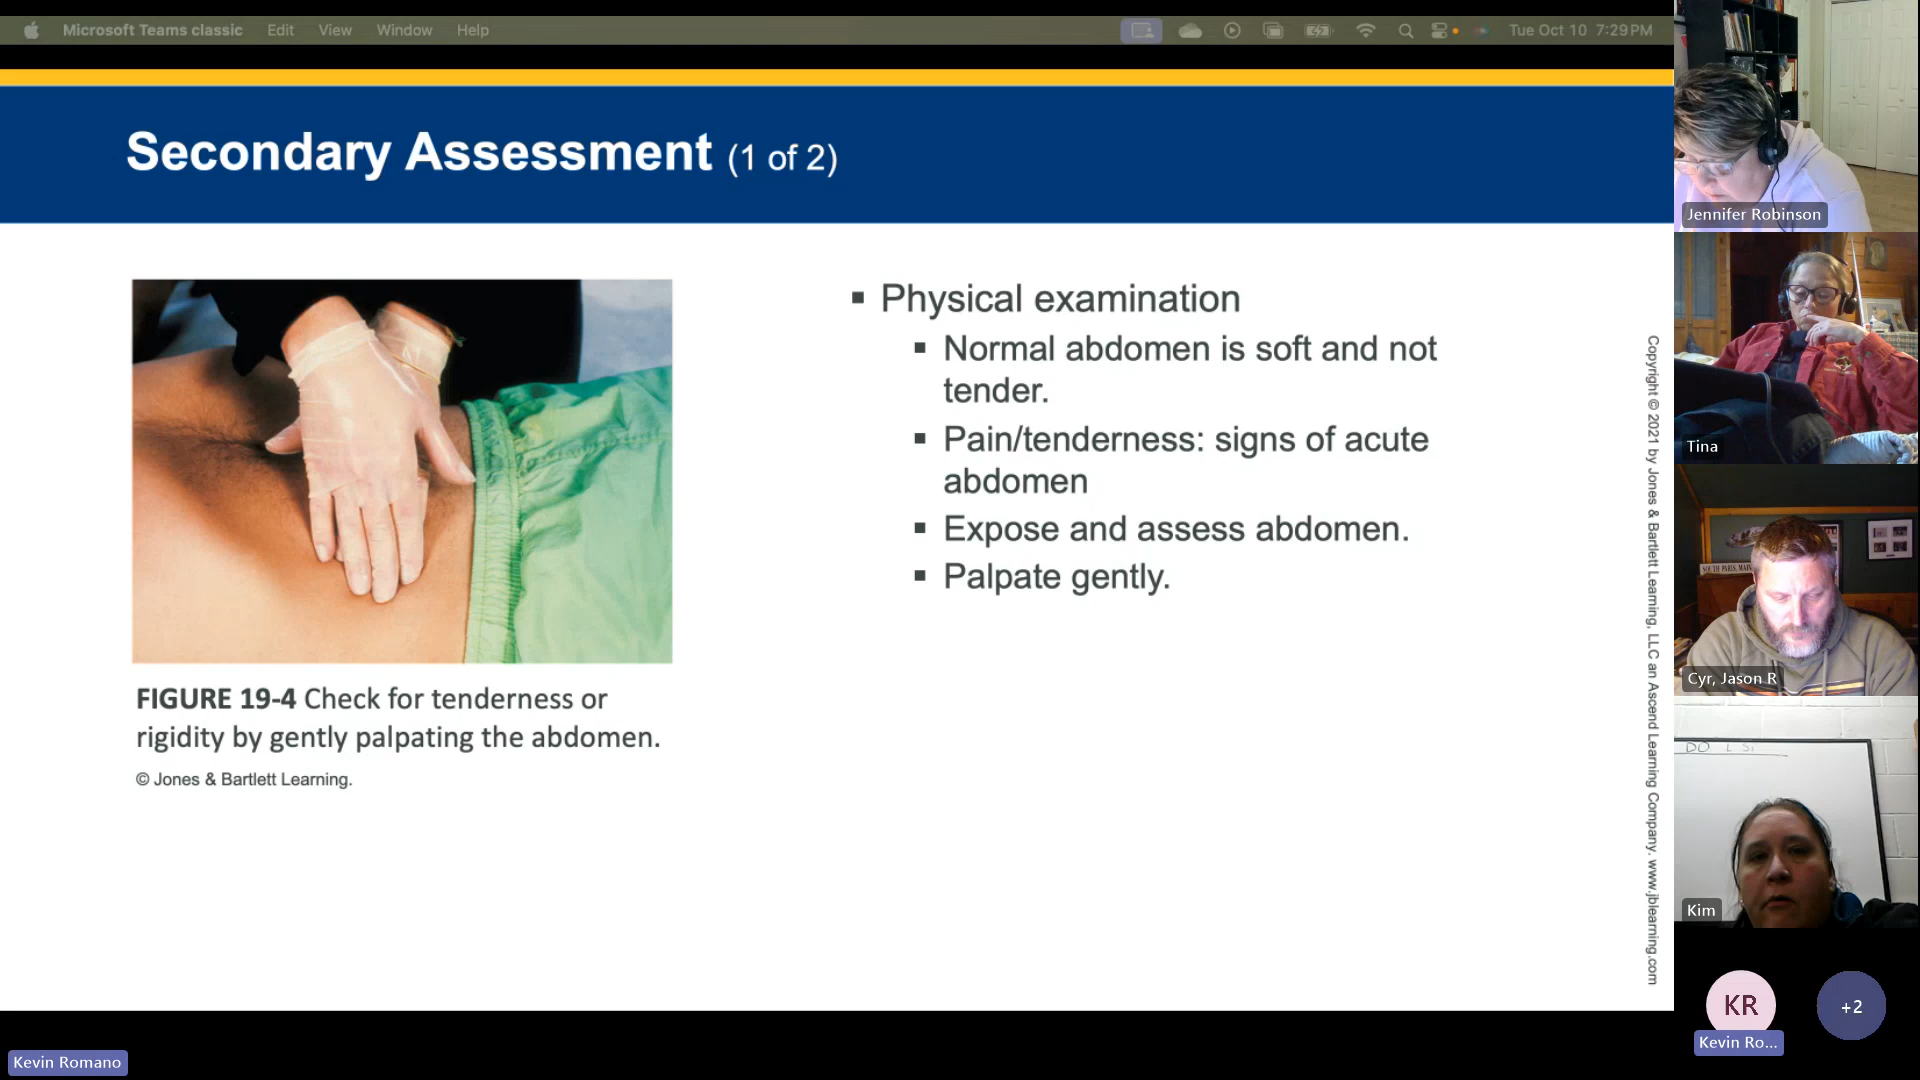 Microsoft Teams classic Edit View Window Help Tue Oct 10 7:29 PM
Secondary Assessment (1 of 2)
▪ Physical examination
▪ Normal abdomen is soft and not
tender.
▪ Pain/tenderness: signs of acute
abdomen
▪ Expose and assess abdomen.
▪ Palpate gently.
FIGURE 19-4 Check for tenderness or
rigidity by gently palpating the abdomen.
© Jones & Bartlett Learning.
Copyright © 2021 by Jones & Bartlett Learning, LLC an Ascend Learning Company. www.jblearning.com
Jennifer Robinson
Tina
SOUTH PARIS, MAIN
Cyr, Jason R
DO
Kim
KR
+2
Kevin Ro...
Kevin Romano